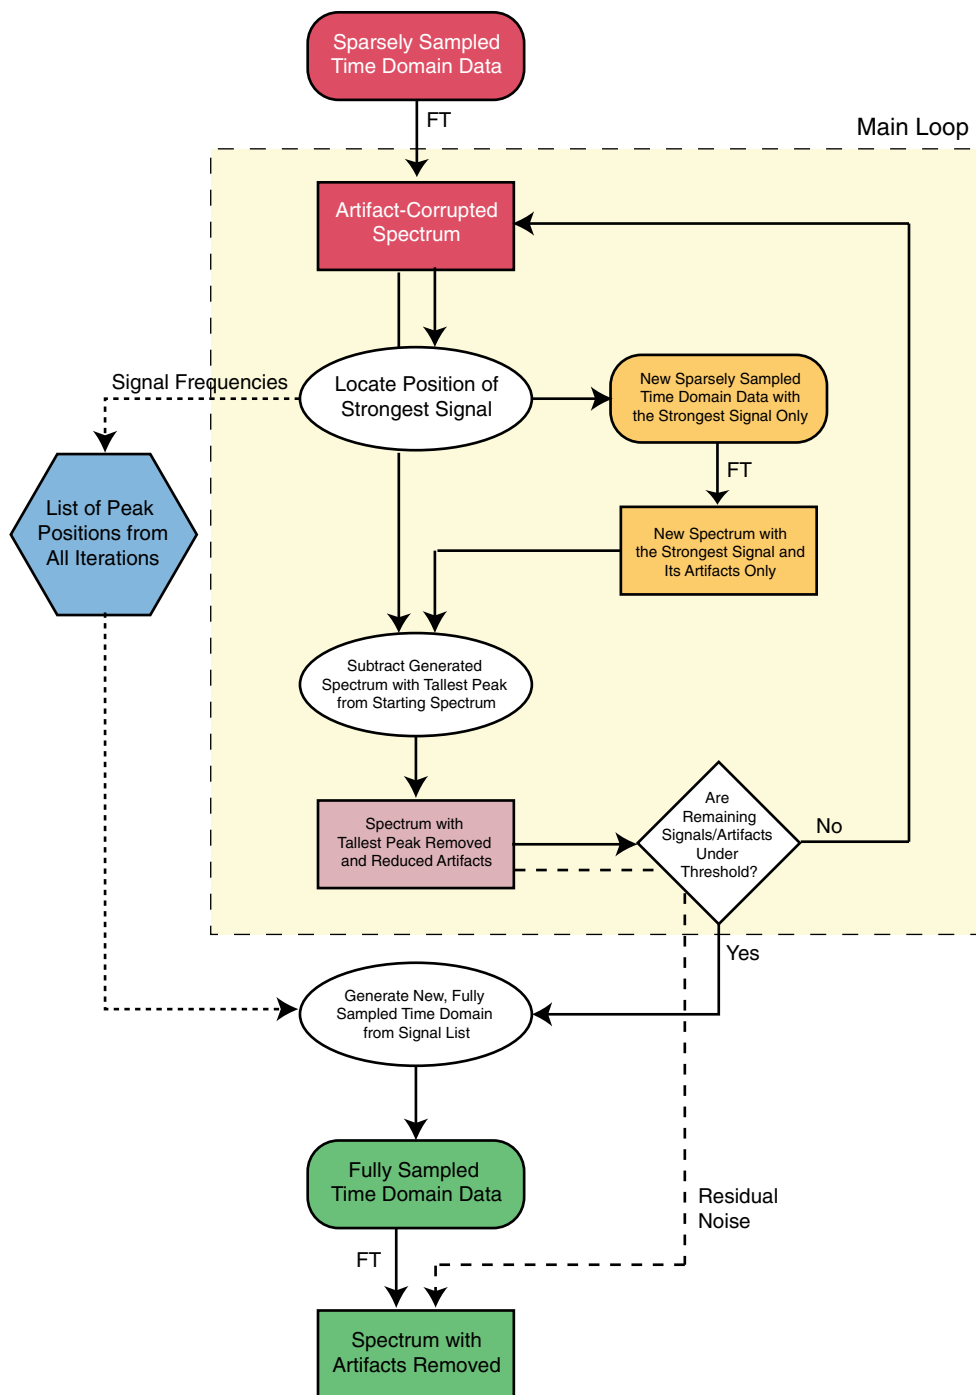 Sparsely Sampled
Time Domain Data
FT
Main Loop
Artifact-Corrupted
Spectrum
Signal Frequencies
Locate Position of
Strongest Signal
New Sparsely Sampled
Time Domain Data with
the Strongest Signal Only
FT
List of Peak
Positions from
All Iterations
New Spectrum with
the Strongest Signal and
Its Artifacts Only
Subtract Generated
Spectrum with Tallest Peak
from Starting Spectrum
Spectrum with
Tallest Peak Removed
and Reduced Artifacts
Are
Remaining
Signals/Artifacts
Under
Threshold?
No
Yes
Generate New, Fully
Sampled Time Domain
from Signal List
Fully Sampled
Time Domain Data
Residual
Noise
FT
Spectrum with
Artifacts Removed